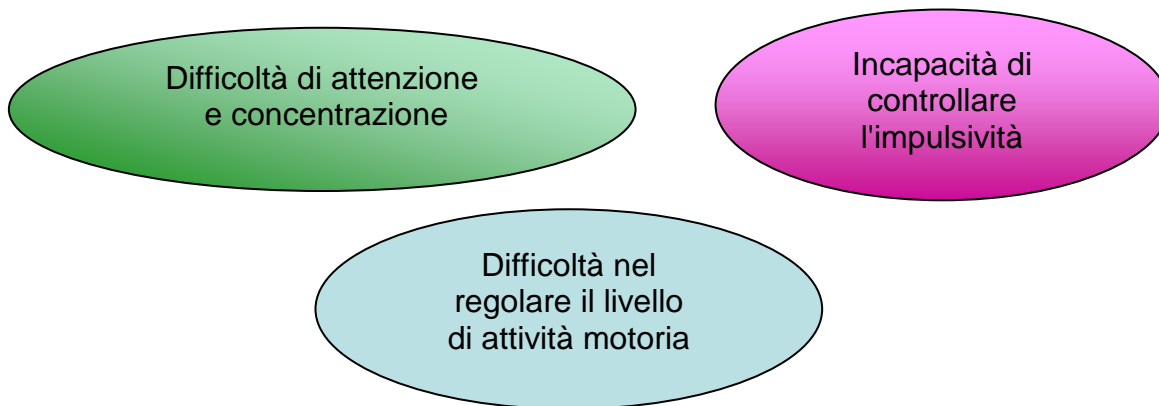 Difficoltà di attenzione
e concentrazione
Incapacità di
controllare
l'impulsività
Difficoltà nel
regolare il livello
di attività motoria